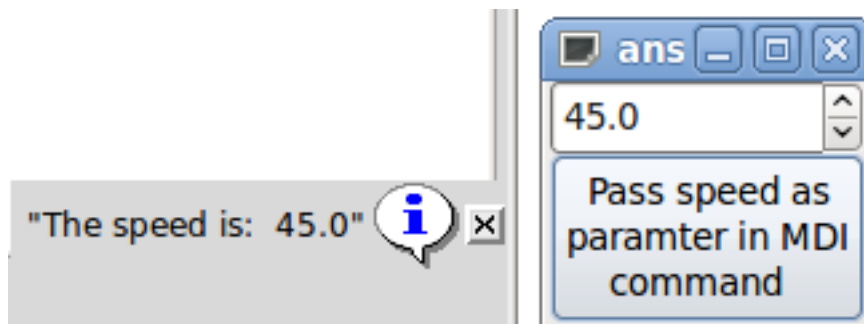 "The speed is:  45.0"
ans
45.0
Pass speed as
paramter in MDI
command